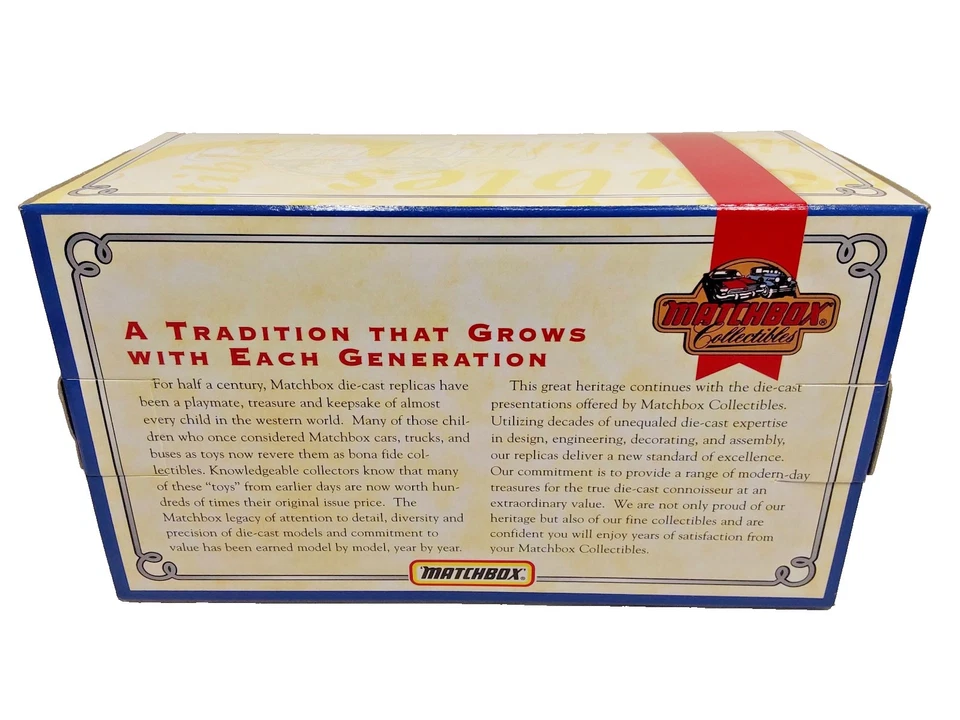 MATCHBOX®
Collectibles
A TRADITION THAT GROWS
WITH EACH GENERATION
For half a century, Matchbox die-cast replicas have
been a playmate, treasure and keepsake of almost
every child in the western world. Many of those chil-
dren who once considered Matchbox cars, trucks, and
buses as toys now revere them as bona fide col-
lectibles. Knowledgeable collectors know that many
of these “toys” from earlier days are now worth hun-
dreds of times their original issue price. The
Matchbox legacy of attention to detail, diversity and
precision of die-cast models and commitment to
value has been earned model by model, year by year.
This great heritage continues with the die-cast
presentations offered by Matchbox Collectibles.
Utilizing decades of unequaled die-cast expertise
in design, engineering, decorating, and assembly,
our replicas deliver a new standard of excellence.
Our commitment is to provide a range of modern-day
treasures for the true die-cast connoisseur at an
extraordinary value. We are not only proud of our
heritage but also of our fine collectibles and are
confident you will enjoy years of satisfaction from
your Matchbox Collectibles.
"MATCHBOX"